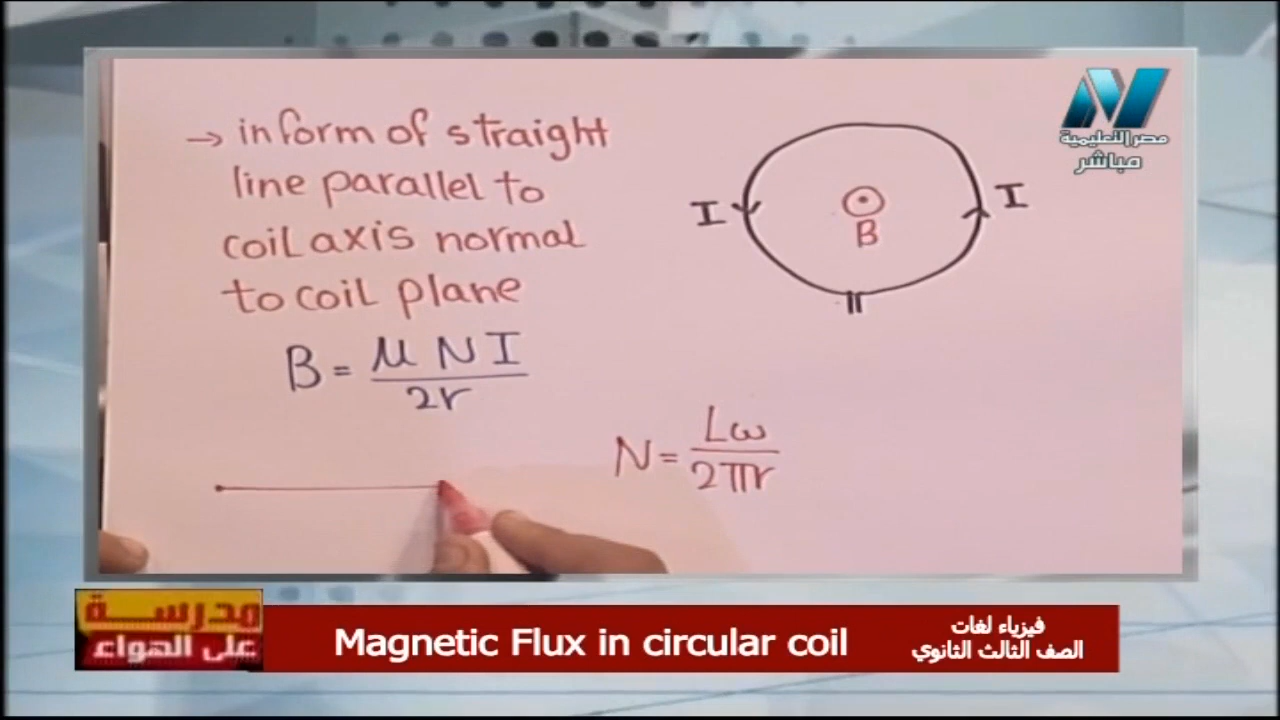 → in form of straight
line parallel to
coil axis normal
to coil plane
B = μ N I / 2r
N = Lω / 2πr
I
I
B
مصر التعليمية
مباشر
مدرسة
على الهواء
Magnetic Flux in circular coil
فيزياء لغات
الصف الثالث الثانوي